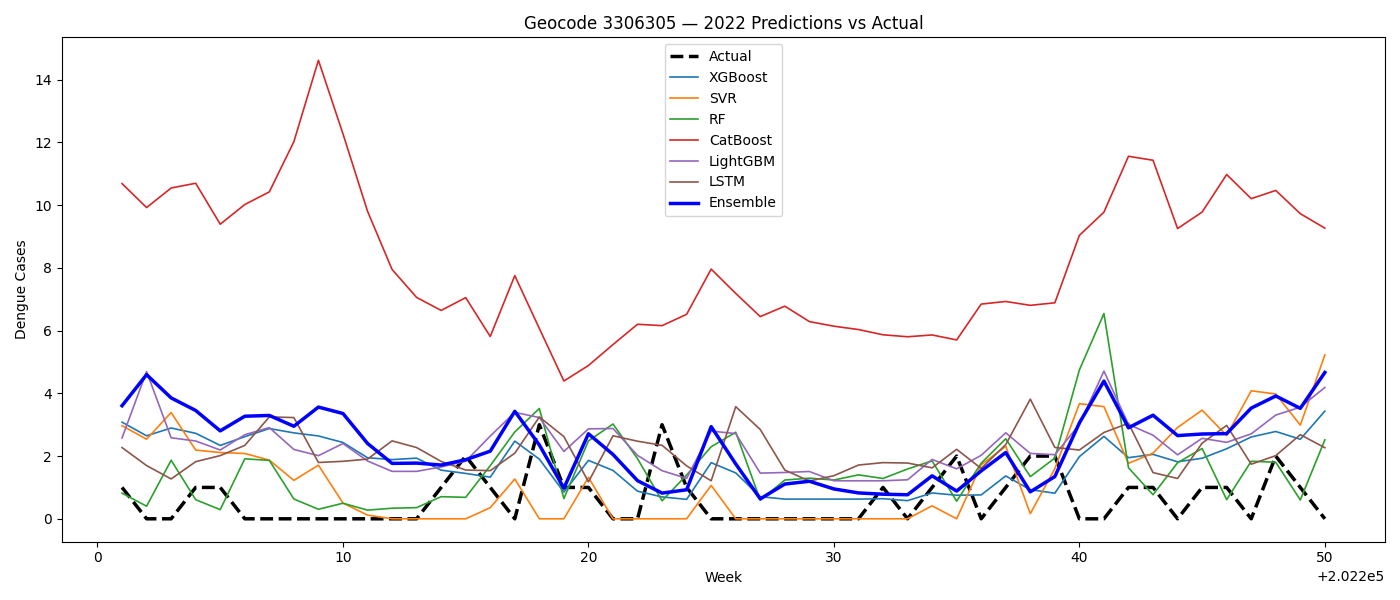 Geocode 3306305 — 2022 Predictions vs Actual
Actual
XGBoost
SVR
RF
CatBoost
LightGBM
LSTM
Ensemble
Dengue Cases
14
12
10
8
6
4
2
0
0 10 20 30 40 50
Week
+2.022e5